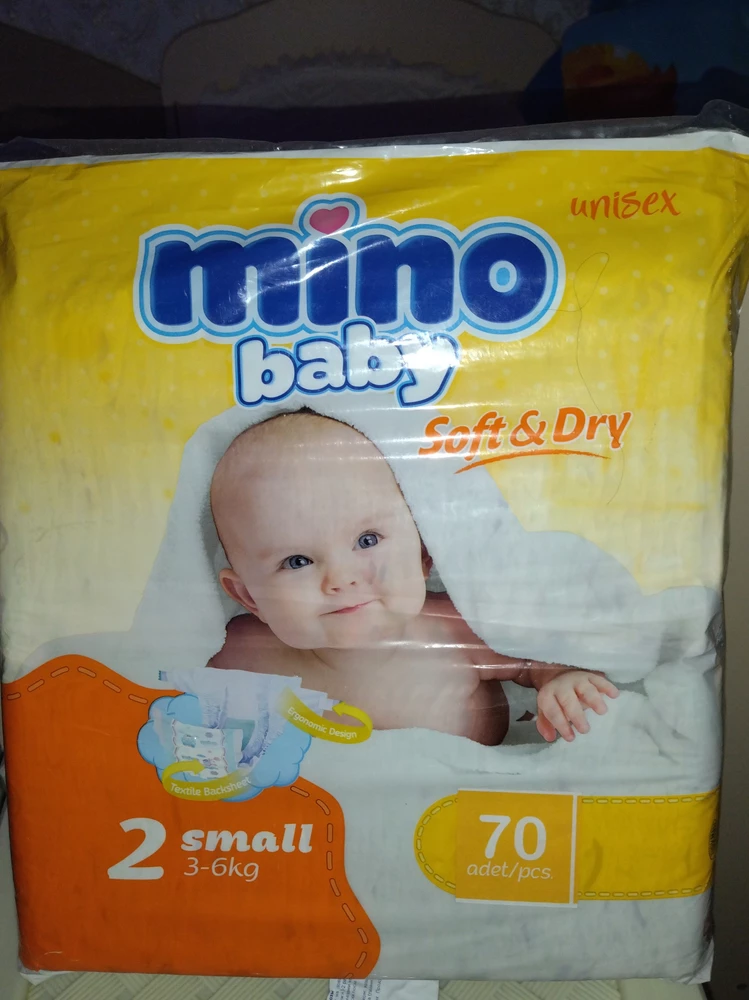 unisex
mino
baby
Soft & Dry
Ergonomic Design
Textile Backsheet
2 small
3-6kg
70
adet/pcs.